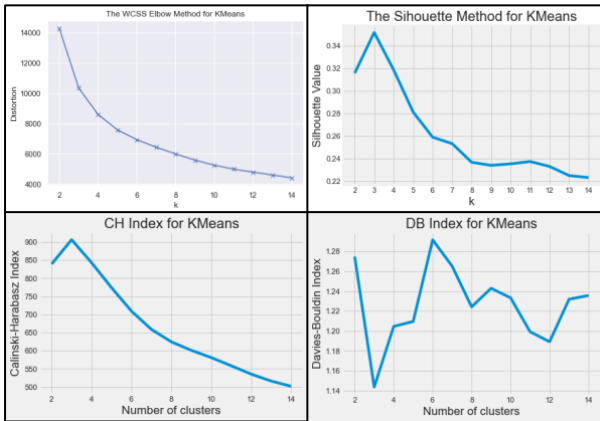 The WCSS Elbow Method for KMeans
14000
12000
10000
8000
6000
4000
Distortion
2 4 6 8 10 12 14
k
The Sihouette Method for KMeans
0.34
0.32
0.30
0.28
0.26
0.24
0.22
Silhouette Value
2 3 4 5 6 7 8 9 10 11 12 13 14
k
CH Index for KMeans
900
850
800
750
700
650
600
550
500
Calinski-Harabasz Index
2 4 6 8 10 12 14
Number of clusters
DB Index for KMeans
1.28
1.26
1.24
1.22
1.20
1.18
1.16
1.14
Davies-Bouldin Index
2 4 6 8 10 12 14
Number of clusters